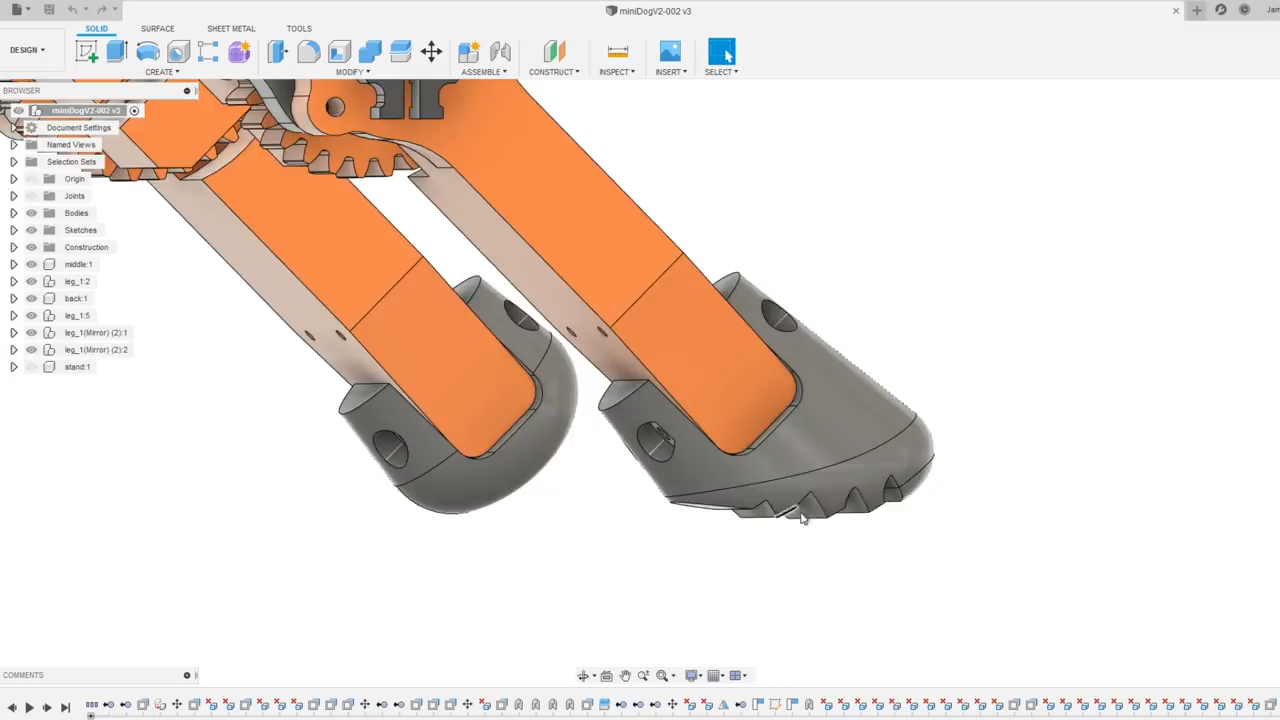 miniDogV2-002 v3
Jam
DESIGN
SOLID
SURFACE
SHEET METAL
TOOLS
CREATE
MODIFY
ASSEMBLE
CONSTRUCT
INSPECT
INSERT
SELECT
BROWSER
miniDogV2-002 v3
Document Settings
Named Views
Selection Sets
Origin
Joints
Bodies
Sketches
Construction
middle:1
leg_1:2
back:1
leg_1:5
leg_1(Mirror) (2):1
leg_1(Mirror) (2):2
stand:1
COMMENTS